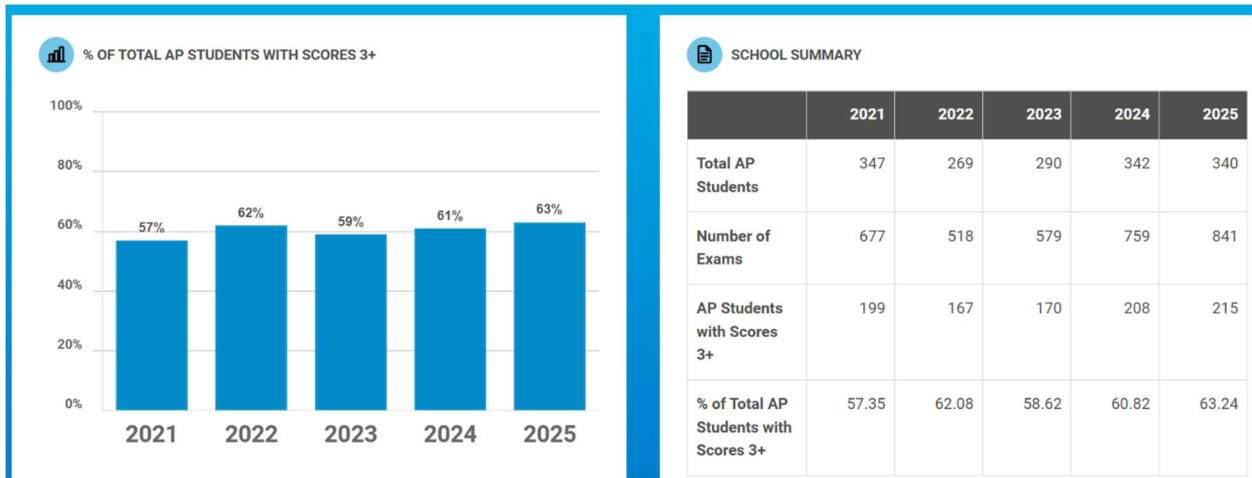 % OF TOTAL AP STUDENTS WITH SCORES 3+
100%
80%
60%
40%
20%
0%
57%
62%
59%
61%
63%
2021 2022 2023 2024 2025
SCHOOL SUMMARY
2021 2022 2023 2024 2025
Total AP
Students
347 269 290 342 340
Number of
Exams
677 518 579 759 841
AP Students
with Scores
3+
199 167 170 208 215
% of Total AP
Students with
Scores 3+
57.35 62.08 58.62 60.82 63.24